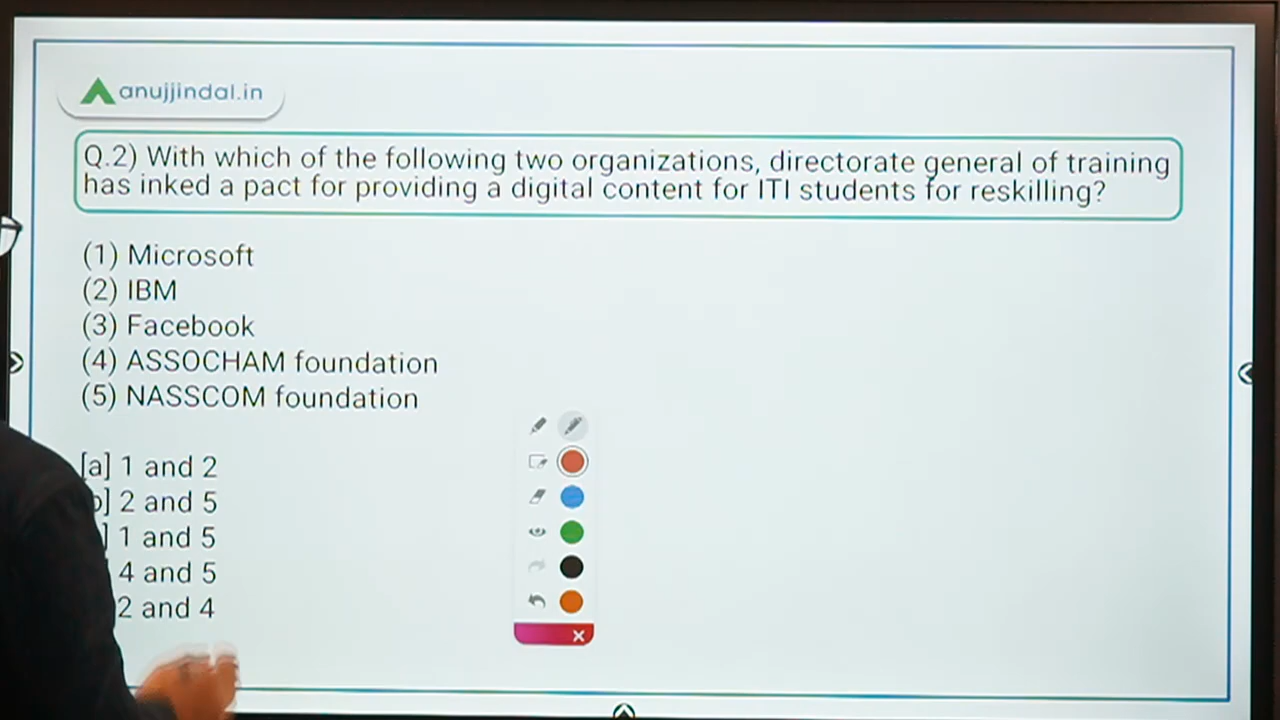 anujjindal.in
Q.2) With which of the following two organizations, directorate general of training
has inked a pact for providing a digital content for ITI students for reskilling?
(1) Microsoft
(2) IBM
(3) Facebook
(4) ASSOCHAM foundation
(5) NASSCOM foundation
[a] 1 and 2
] 2 and 5
] 1 and 5
4 and 5
2 and 4